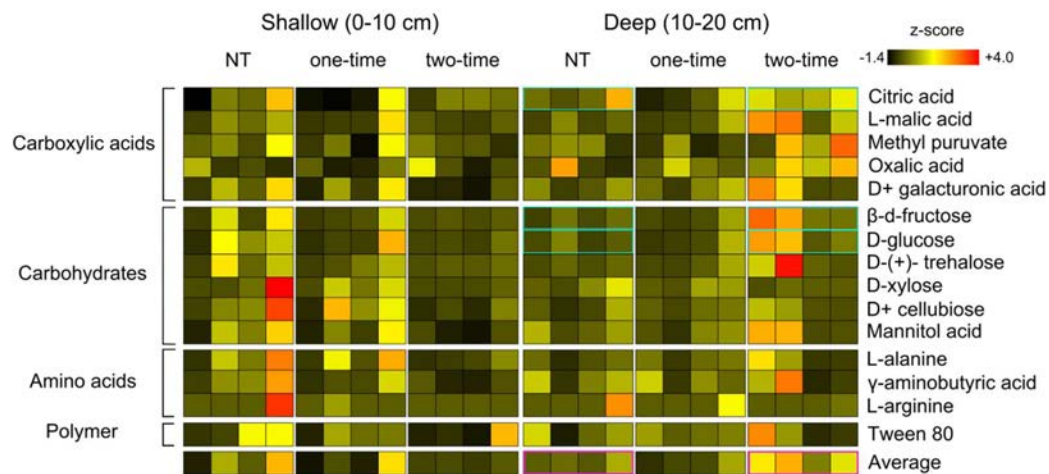 Shallow (0-10 cm) Deep (10-20 cm)
z-score
-1.4 +4.0
NT one-time two-time NT one-time two-time
Carboxylic acids
Citric acid
L-malic acid
Methyl puruvate
Oxalic acid
D+ galacturonic acid
Carbohydrates
β-d-fructose
D-glucose
D-(+)- trehalose
D-xylose
D+ cellubiose
Mannitol acid
Amino acids
L-alanine
γ-aminobutyric acid
L-arginine
Polymer
Tween 80
Average